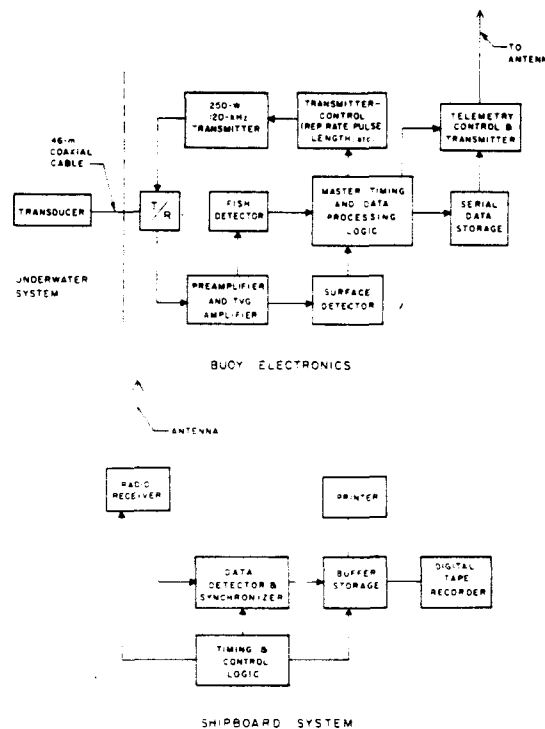 TO
ANTENNA
250-W
120-kHz
TRANSMITTER
TRANSMITTER-
CONTROL
(REP RATE PULSE
LENGTH, etc.
TELEMETRY
CONTROL &
TRANSMITTER
46-m
COAXIAL
CABLE
TRANSDUCER
T/R
FISH
DETECTOR
MASTER TIMING
AND DATA
PROCESSING
LOGIC
SERIAL
DATA
STORAGE
UNDERWATER
SYSTEM
PREAMPLIFIER
AND TVG
AMPLIFIER
SURFACE
DETECTOR
BUOY ELECTRONICS
ANTENNA
RADIO
RECEIVER
PRINTER
DATA
DETECTOR &
SYNCHRONIZER
BUFFER
STORAGE
DIGITAL
TAPE
RECORDER
TIMING &
CONTROL
LOGIC
SHIPBOARD SYSTEM